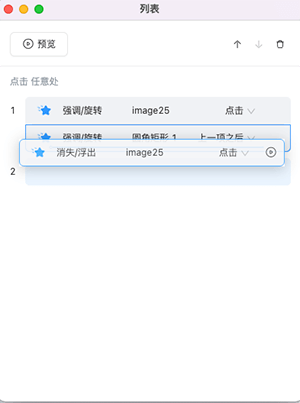 列表
预览
点击 任意处
1 强调/旋转 image25 点击
强调/旋转 圆角矩形 1 上一项之后
消失/浮出 image25 点击
2